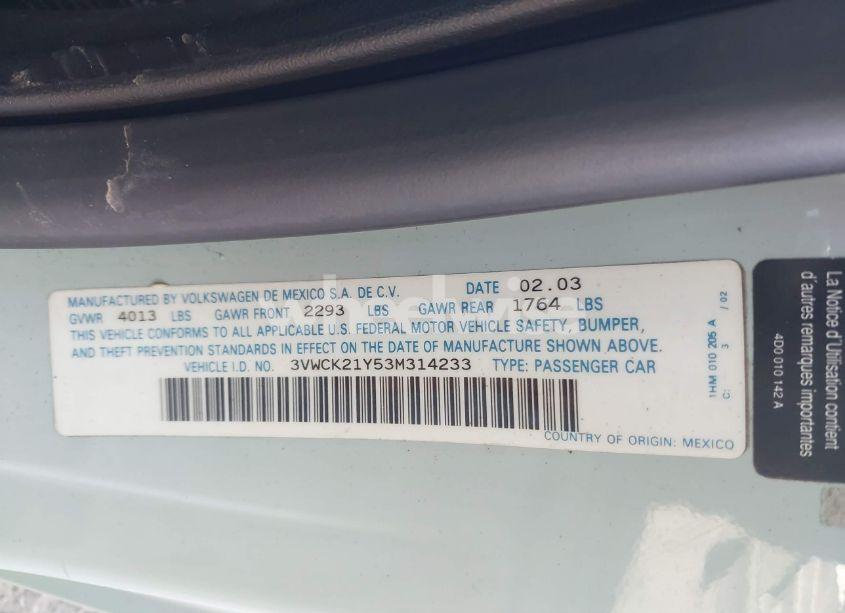 MANUFACTURED BY VOLKSWAGEN DE MEXICO S.A. DE C.V. DATE 02.03
GVWR 4013 LBS GAWR FRONT 2293 LBS GAWR REAR 1764 LBS
THIS VEHICLE CONFORMS TO ALL APPLICABLE U.S. FEDERAL MOTOR VEHICLE SAFETY, BUMPER,
AND THEFT PREVENTION STANDARDS IN EFFECT ON THE DATE OF MANUFACTURE SHOWN ABOVE.
VEHICLE I.D. NO. 3VWCK21Y53M314233 TYPE: PASSENGER CAR
COUNTRY OF ORIGIN: MEXICO
1HM 010 205 A
C: 3 / 02
La Notice d'Utilisation contient
d'autres remarques importantes
4D0 010 142 A